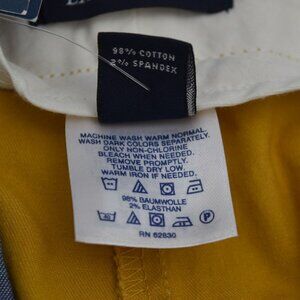 98% COTTON
2% SPANDEX
MACHINE WASH WARM NORMAL.
WASH DARK COLORS SEPARATELY.
ONLY NON-CHLORINE
BLEACH WHEN NEEDED.
REMOVE PROMPTLY.
TUMBLE DRY LOW.
WARM IRON IF NEEDED.
98% BAUMWOLLE
2% ELASTHAN
P
RN 62830